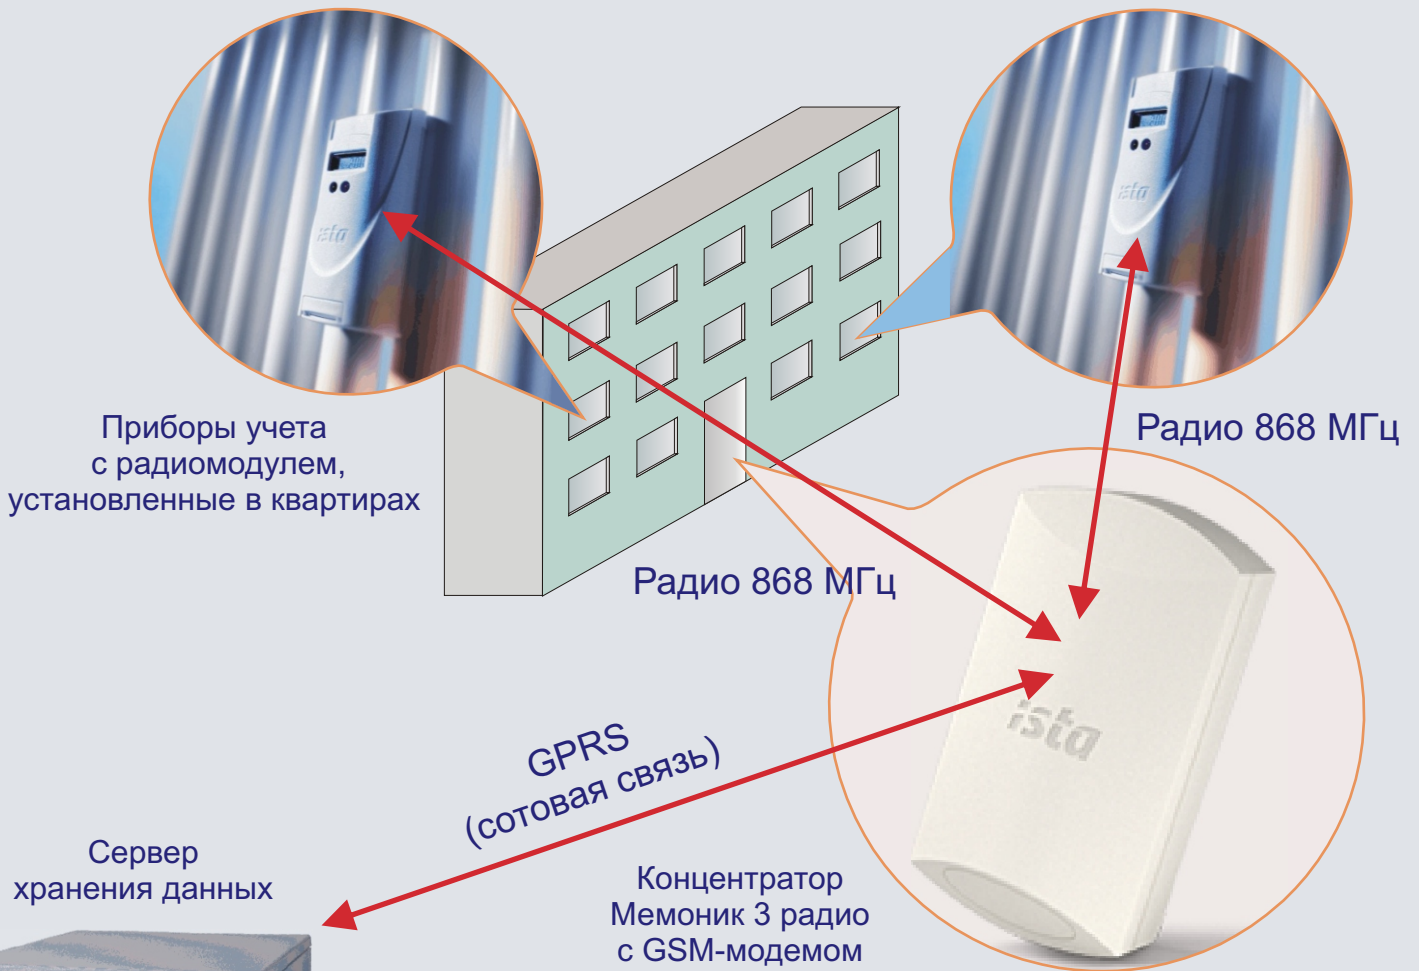 ista
ista
Приборы учета
с радиомодулем,
установленные в квартирах
Радио 868 МГц
Радио 868 МГц
ista
GPRS
(сотовая связь)
Сервер
хранения данных
Концентратор
Мемоник 3 радио
с GSM-модемом